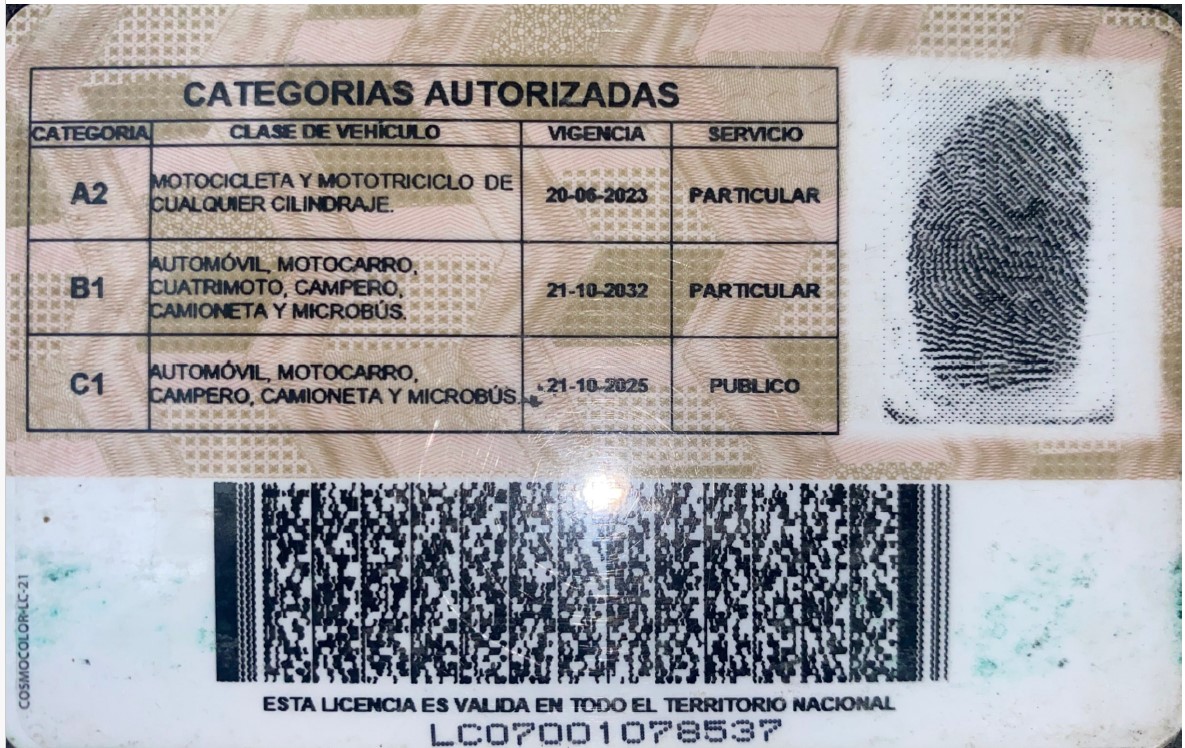 CATEGORIAS AUTORIZADAS
CATEGORIA CLASE DE VEHÍCULO VIGENCIA SERVICIO
A2 MOTOCICLETA Y MOTOTRICICLO DE CUALQUIER CILINDRAJE. 20-06-2023 PARTICULAR
B1 AUTOMÓVIL, MOTOCARRO, CUATRIMOTO, CAMPERO, CAMIONETA Y MICROBÚS. 21-10-2032 PARTICULAR
C1 AUTOMÓVIL, MOTOCARRO, CAMPERO, CAMIONETA Y MICROBÚS. 21-10-2025 PUBLICO
COSMOCOLOR-LC-21
ESTA LICENCIA ES VALIDA EN TODO EL TERRITORIO NACIONAL
LC07001078537